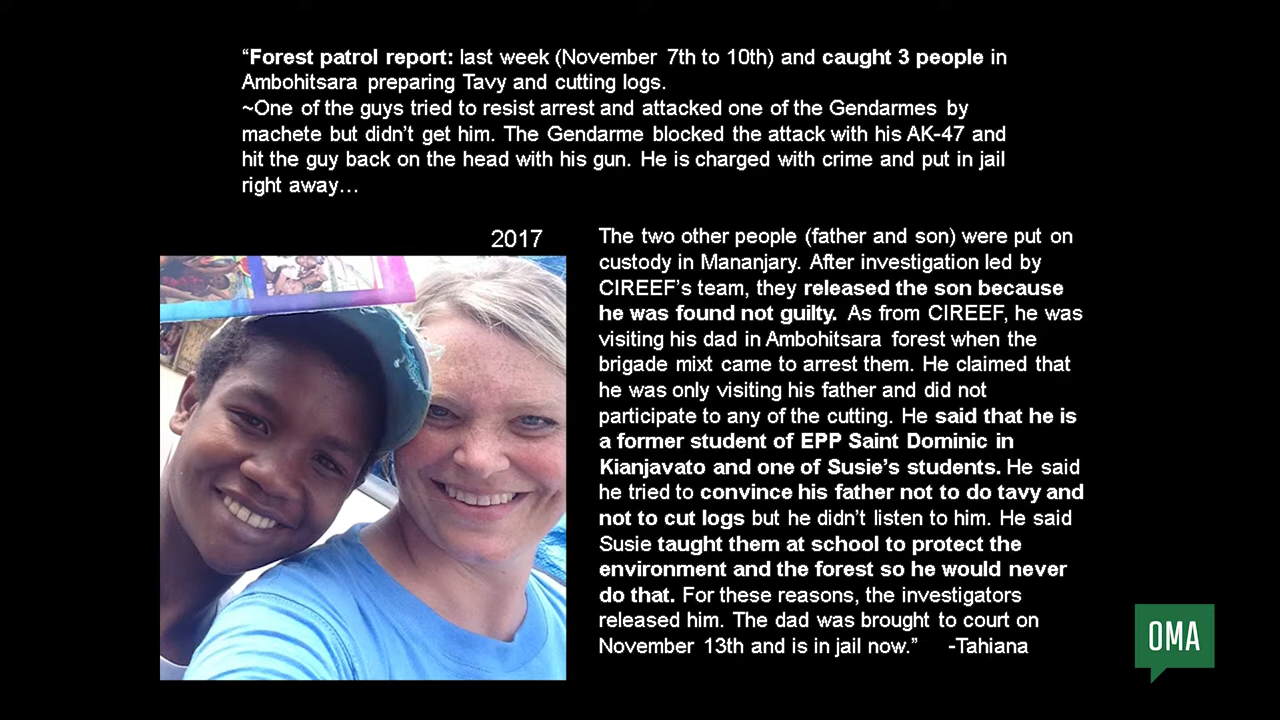 “Forest patrol report: last week (November 7th to 10th) and caught 3 people in
Ambohitsara preparing Tavy and cutting logs.
~One of the guys tried to resist arrest and attacked one of the Gendarmes by
machete but didn’t get him. The Gendarme blocked the attack with his AK-47 and
hit the guy back on the head with his gun. He is charged with crime and put in jail
right away…
2017
The two other people (father and son) were put on
custody in Mananjary. After investigation led by
CIREEF’s team, they released the son because
he was found not guilty. As from CIREEF, he was
visiting his dad in Ambohitsara forest when the
brigade mixt came to arrest them. He claimed that
he was only visiting his father and did not
participate to any of the cutting. He said that he is
a former student of EPP Saint Dominic in
Kianjavato and one of Susie’s students. He said
he tried to convince his father not to do tavy and
not to cut logs but he didn’t listen to him. He said
Susie taught them at school to protect the
environment and the forest so he would never
do that. For these reasons, the investigators
released him. The dad was brought to court on
November 13th and is in jail now.” -Tahiana
OMA